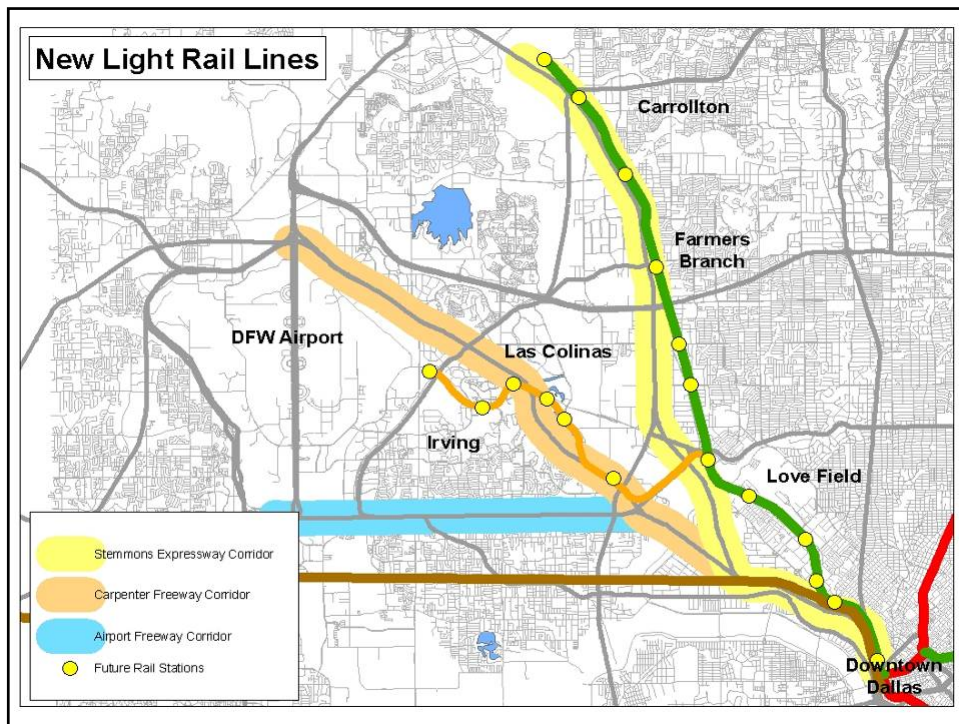 New Light Rail Lines
Carrollton
Farmers
Branch
DFW Airport
Las Colinas
Irving
Love Field
Stemmons Expressway Corridor
Carpenter Freeway Corridor
Airport Freeway Corridor
Future Rail Stations
Downtown
Dallas